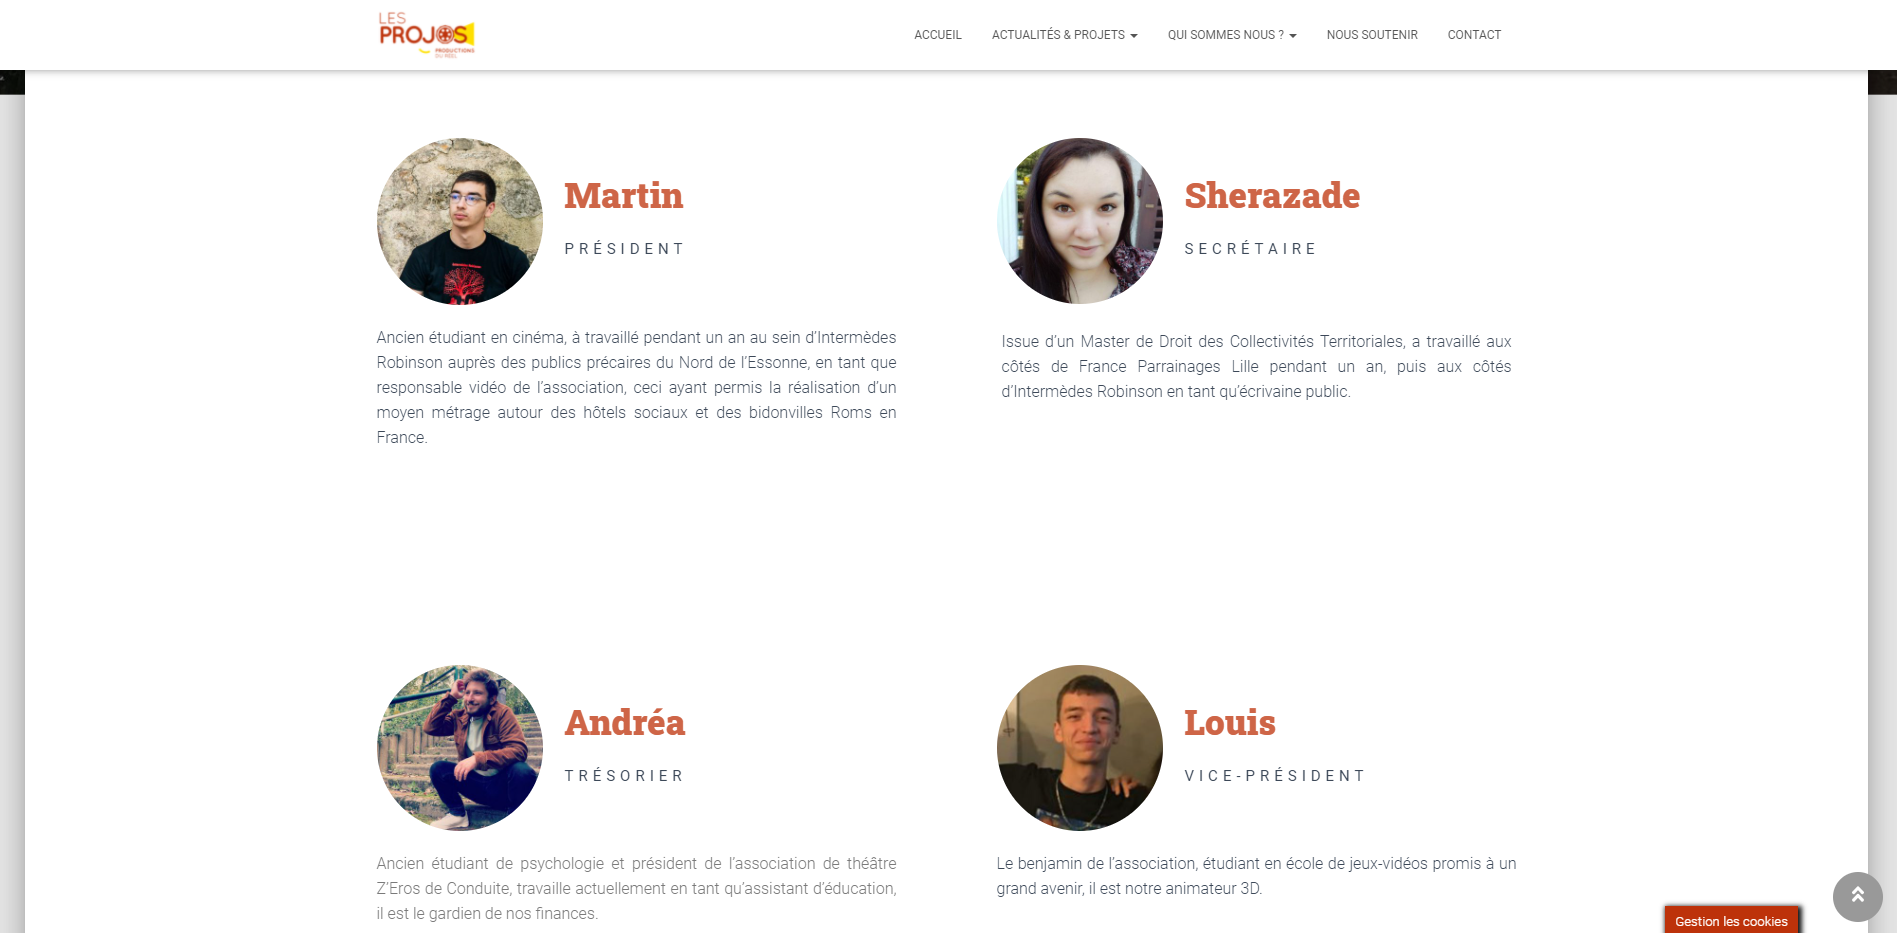 LES
PROJOS
PRODUCTIONS
DU RÉEL
ACCUEIL
ACTUALITÉS & PROJETS
QUI SOMMES NOUS ?
NOUS SOUTENIR
CONTACT
Martin
PRÉSIDENT
Ancien étudiant en cinéma, à travaillé pendant un an au sein d’Intermèdes
Robinson auprès des publics précaires du Nord de l’Essonne, en tant que
responsable vidéo de l’association, ceci ayant permis la réalisation d’un
moyen métrage autour des hôtels sociaux et des bidonvilles Roms en
France.
Sherazade
SECRÉTAIRE
Issue d’un Master de Droit des Collectivités Territoriales, a travaillé aux
côtés de France Parrainages Lille pendant un an, puis aux côtés
d’Intermèdes Robinson en tant qu’écrivaine public.
Andréa
TRÉSORIER
Ancien étudiant de psychologie et président de l’association de théâtre
Z’Eros de Conduite, travaille actuellement en tant qu’assistant d’éducation,
il est le gardien de nos finances.
Louis
VICE-PRÉSIDENT
Le benjamin de l’association, étudiant en école de jeux-vidéos promis à un
grand avenir, il est notre animateur 3D.
Gestion les cookies